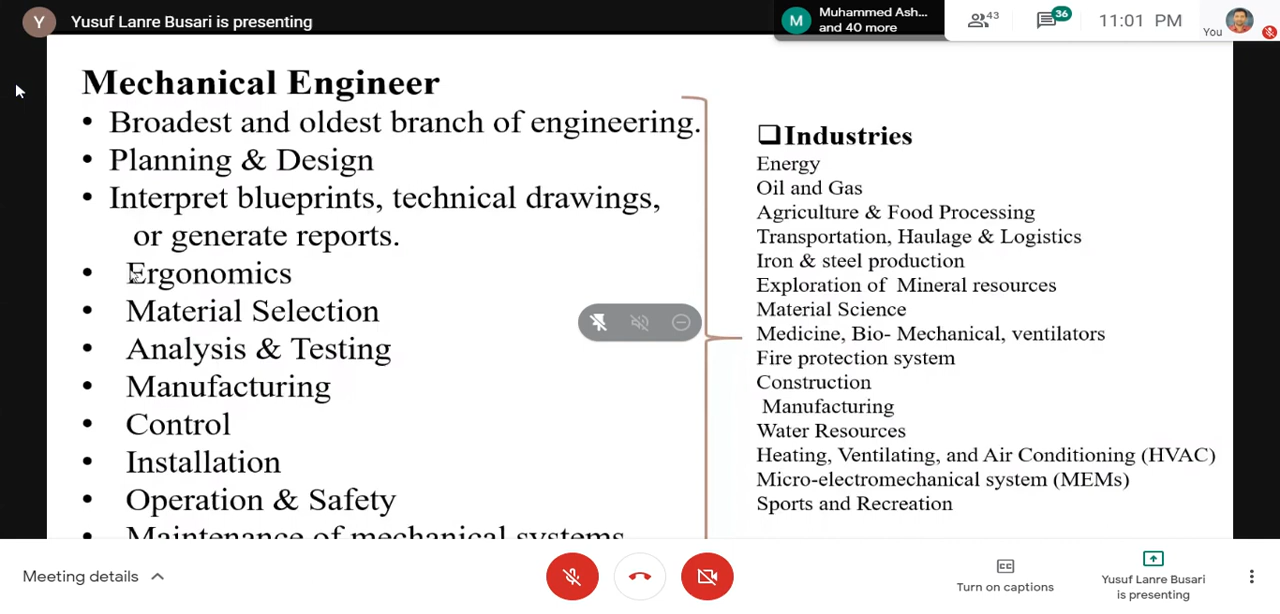 Y Yusuf Lanre Busari is presenting
M Muhammed Ash...
and 40 more
43
36
11:01 PM
You
Mechanical Engineer
• Broadest and oldest branch of engineering.
• Planning & Design
• Interpret blueprints, technical drawings,
or generate reports.
• Ergonomics
• Material Selection
• Analysis & Testing
• Manufacturing
• Control
• Installation
• Operation & Safety
• Maintenance of mechanical systems
❑Industries
Energy
Oil and Gas
Agriculture & Food Processing
Transportation, Haulage & Logistics
Iron & steel production
Exploration of Mineral resources
Material Science
Medicine, Bio- Mechanical, ventilators
Fire protection system
Construction
Manufacturing
Water Resources
Heating, Ventilating, and Air Conditioning (HVAC)
Micro-electromechanical system (MEMs)
Sports and Recreation
Meeting details
CC
Turn on captions
Yusuf Lanre Busari
is presenting